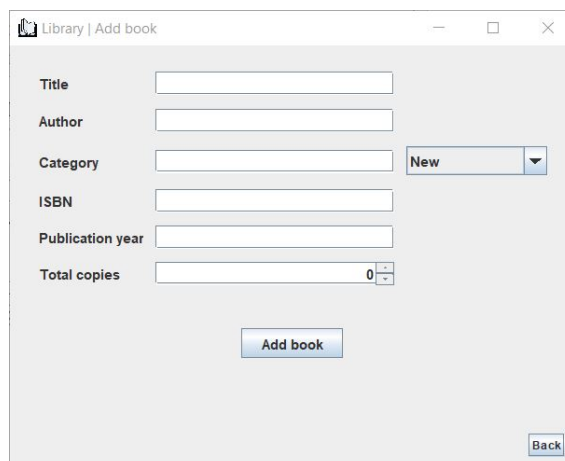 Library | Add book
Title
Author
Category New
ISBN
Publication year
Total copies 0
Add book
Back